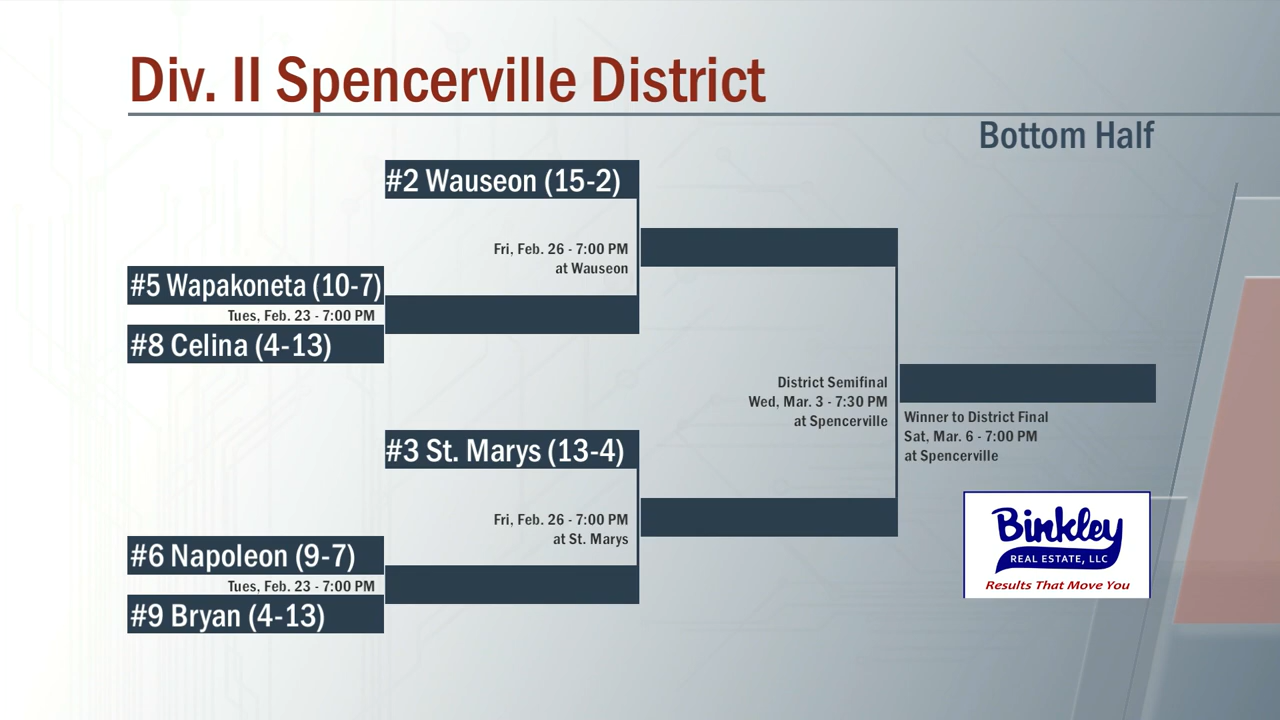 Div. II Spencerville District
Bottom Half
#2 Wauseon (15-2)
Fri, Feb. 26 - 7:00 PM
at Wauseon
#5 Wapakoneta (10-7)
Tues, Feb. 23 - 7:00 PM
#8 Celina (4-13)
District Semifinal
Wed, Mar. 3 - 7:30 PM
at Spencerville
Winner to District Final
Sat, Mar. 6 - 7:00 PM
at Spencerville
#3 St. Marys (13-4)
Fri, Feb. 26 - 7:00 PM
at St. Marys
#6 Napoleon (9-7)
Tues, Feb. 23 - 7:00 PM
#9 Bryan (4-13)
Binkley
REAL ESTATE, LLC
Results That Move You